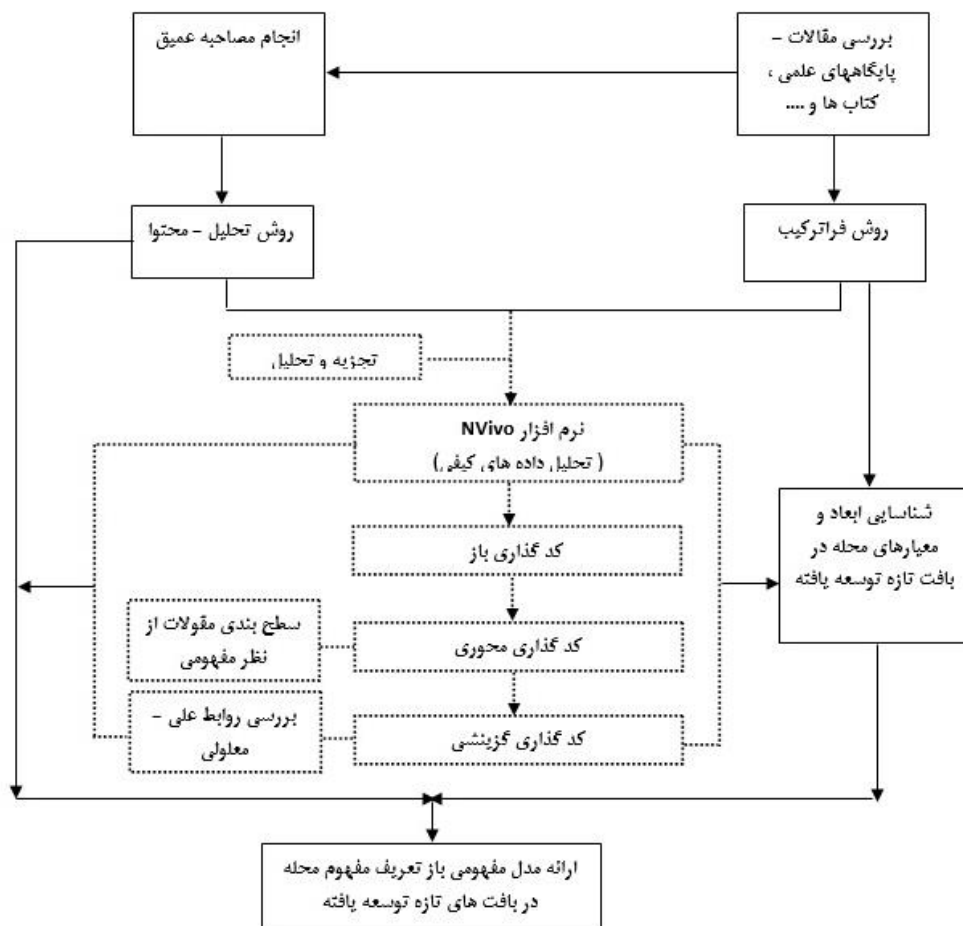 بررسی مقالات –
پایگاههای علمی ،
کتاب ها و ....
انجام مصاحبه عمیق
روش فراترکیب
روش تحلیل – محتوا
تجزیه و تحلیل
نرم افزار NVivo
( تحلیل داده های کیفی)
شناسایی ابعاد و
معیارهای محله در
بافت تازه توسعه یافته
کد گذاری باز
کد گذاری محوری
سطح بندی مقولات از
نظر مفهومی
کد گذاری گزینشی
بررسی روابط علی –
معلولی
ارائه مدل مفهومی باز تعریف مفهوم محله
در بافت های تازه توسعه یافته